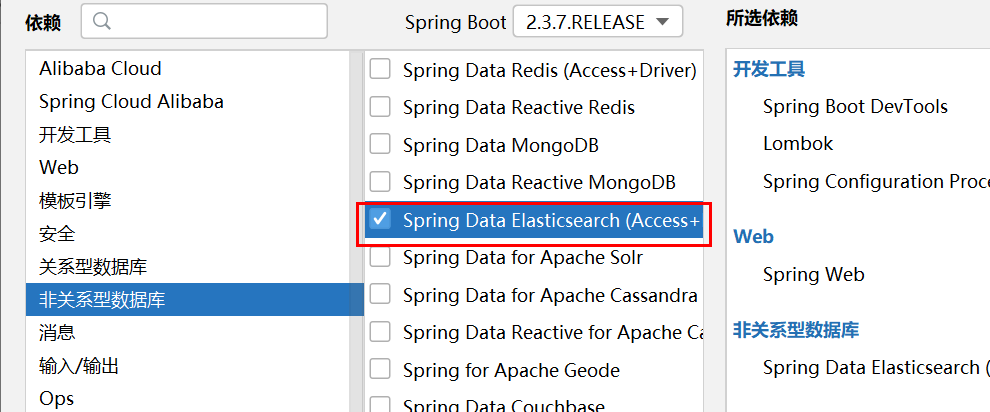 依赖
Spring Boot 2.3.7.RELEASE
所选依赖
Alibaba Cloud
Spring Cloud Alibaba
开发工具
Web
模板引擎
安全
关系型数据库
非关系型数据库
消息
输入/输出
Ops
Spring Data Redis (Access+Driver)
Spring Data Reactive Redis
Spring Data MongoDB
Spring Data Reactive MongoDB
Spring Data Elasticsearch (Access+
Spring Data for Apache Solr
Spring Data for Apache Cassandra
Spring Data Reactive for Apache Ca
Spring for Apache Geode
Spring Data Couchbase
开发工具
Spring Boot DevTools
Lombok
Spring Configuration Proce
Web
Spring Web
非关系型数据库
Spring Data Elasticsearch (